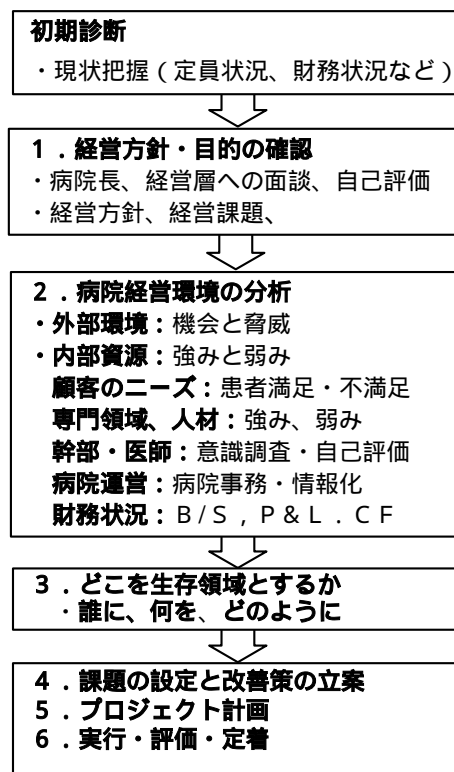 初期診断
・現状把握（定員状況、財務状況など）
１．経営方針・目的の確認
・病院長、経営層への面談、自己評価
・経営方針、経営課題、
２．病院経営環境の分析
・外部環境：機会と脅威
・内部資源：強みと弱み
顧客のニーズ：患者満足・不満足
専門領域、人材：強み、弱み
幹部・医師：意識調査・自己評価
病院運営：病院事務・情報化
財務状況：Ｂ/Ｓ，Ｐ＆Ｌ．ＣＦ
３．どこを生存領域とするか
・誰に、何を、どのように
４．課題の設定と改善策の立案
５．プロジェクト計画
６．実行・評価・定着